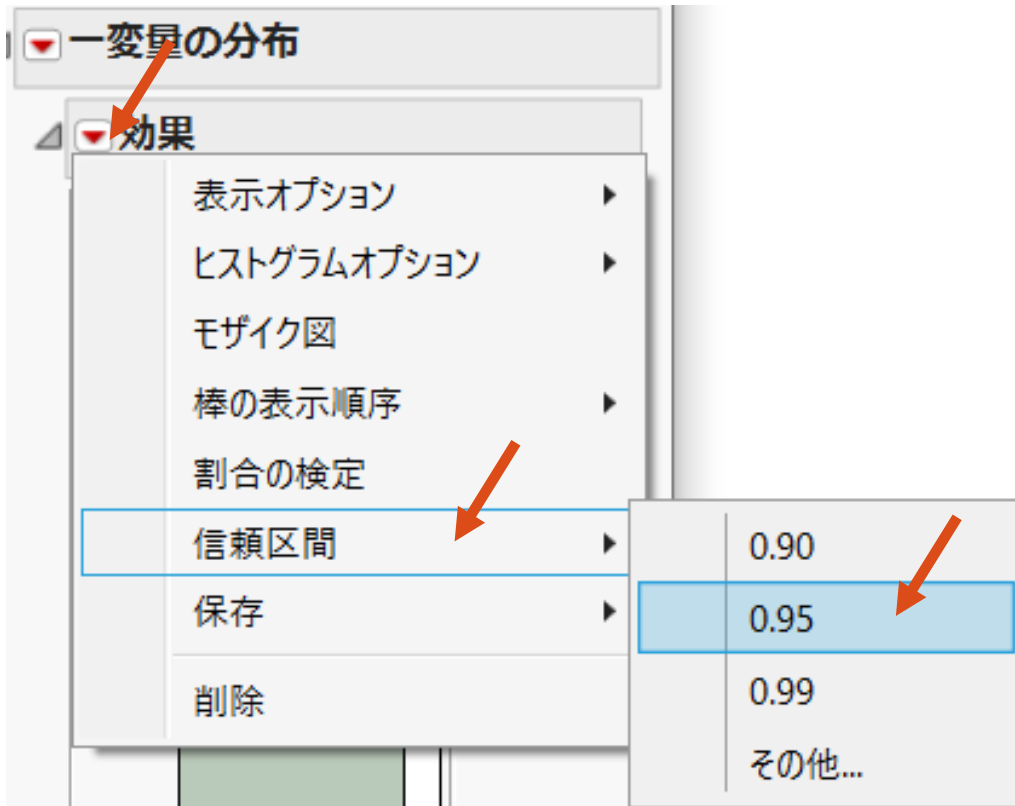 一変量の分布
効果
表示オプション
ヒストグラムオプション
モザイク図
棒の表示順序
割合の検定
信頼区間
保存
削除
0.90
0.95
0.99
その他...